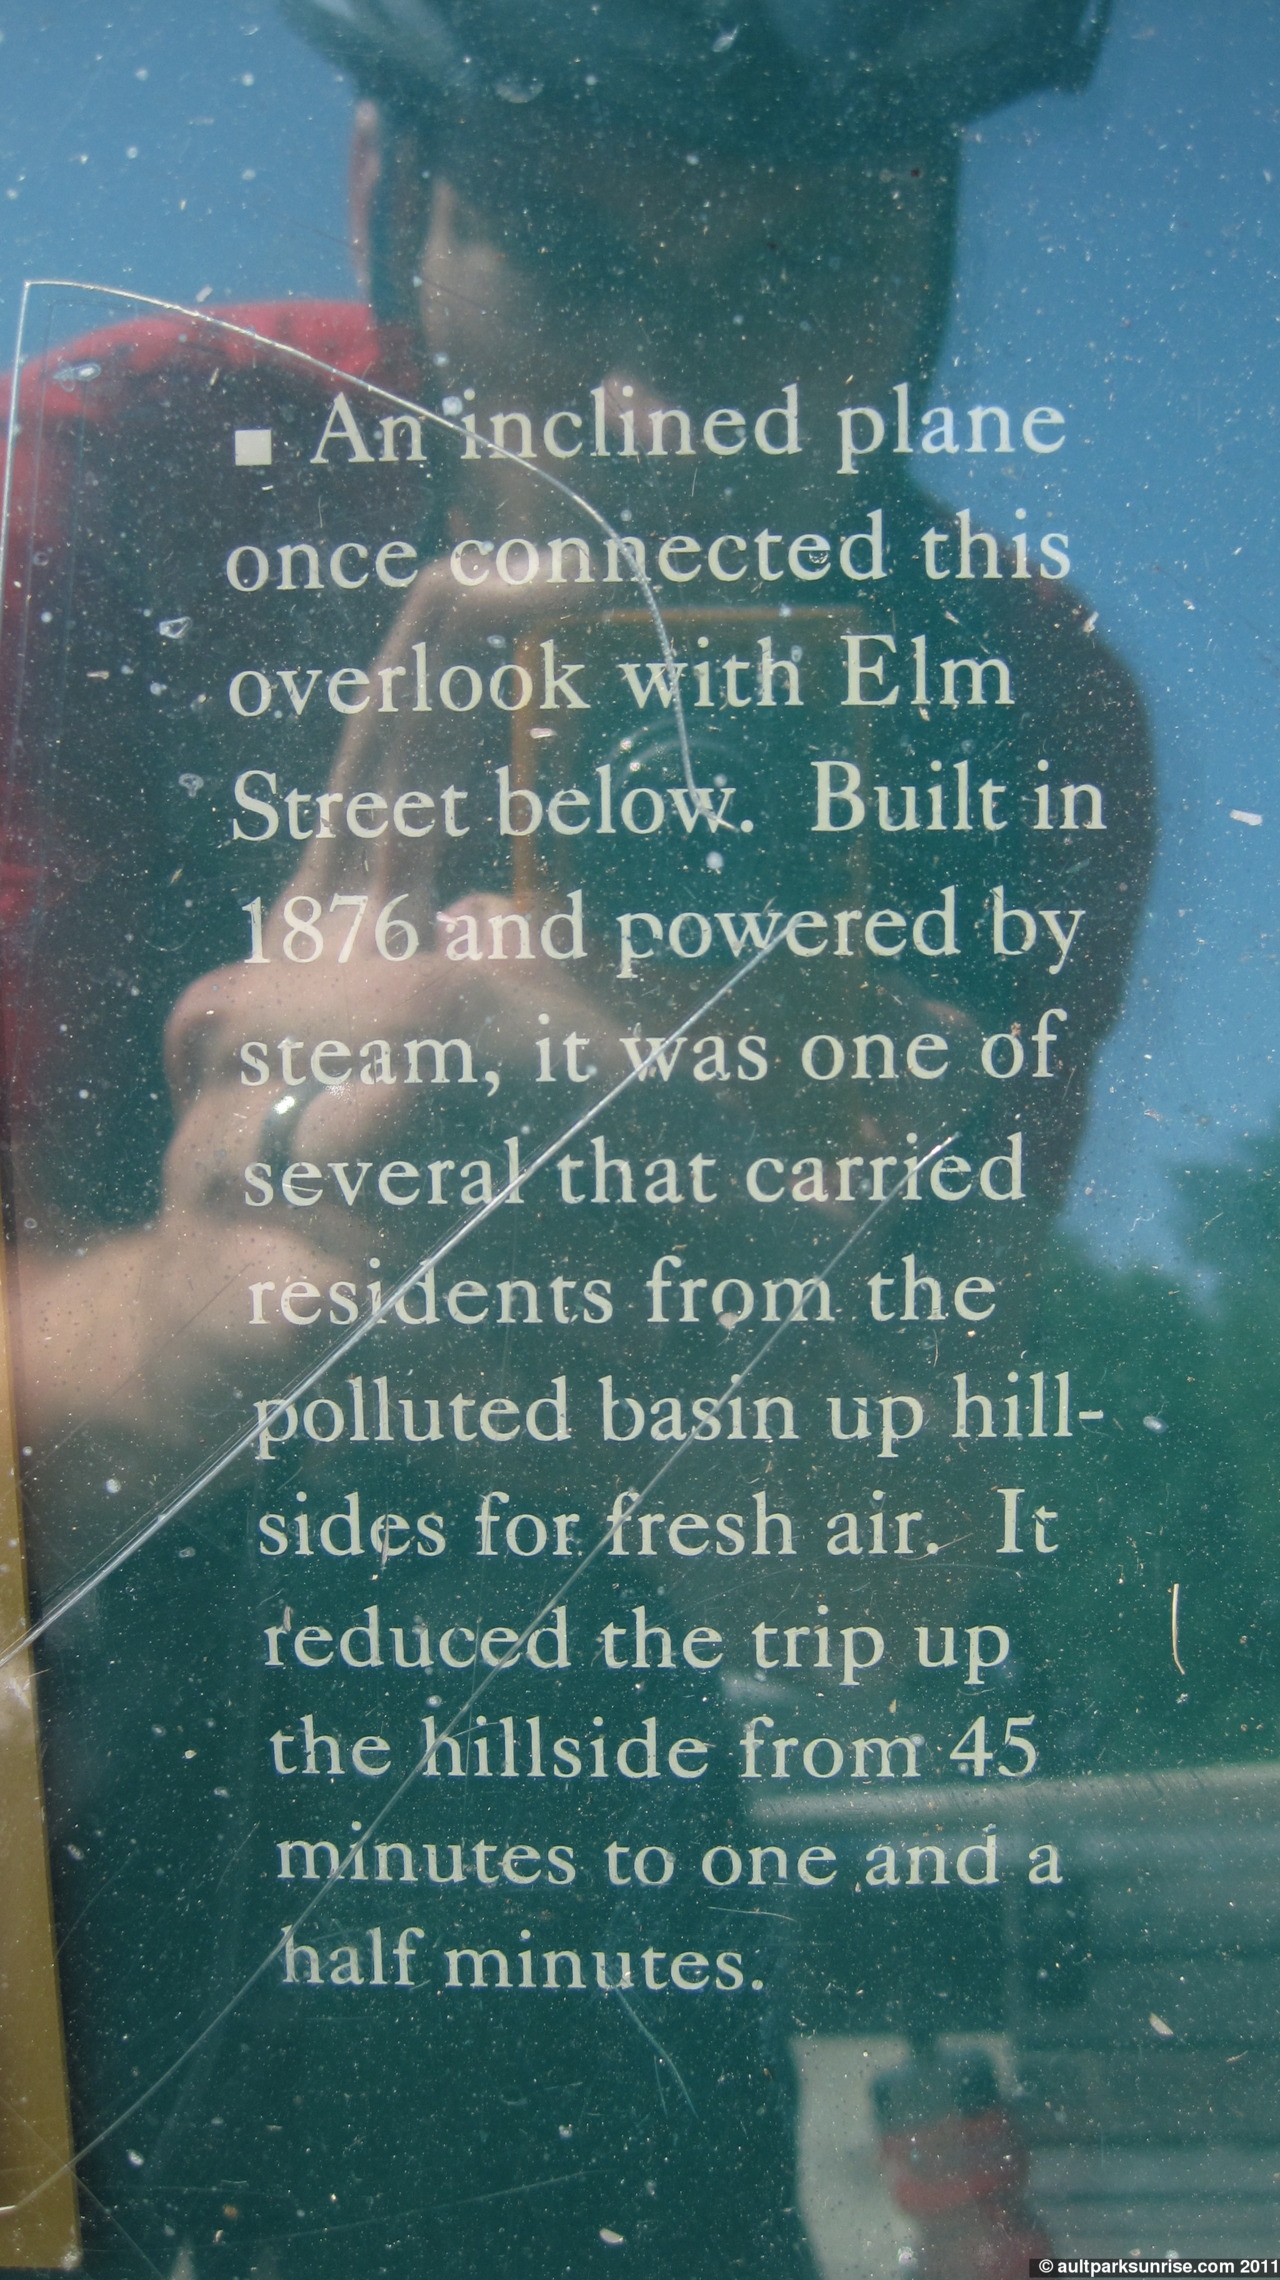 ▪ An inclined plane
once connected this
overlook with Elm
Street below. Built in
1876 and powered by
steam, it was one of
several that carried
residents from the
polluted basin up hill-
sides for fresh air. It
reduced the trip up
the hillside from 45
minutes to one and a
half minutes.
© aultparksunrise.com 2011